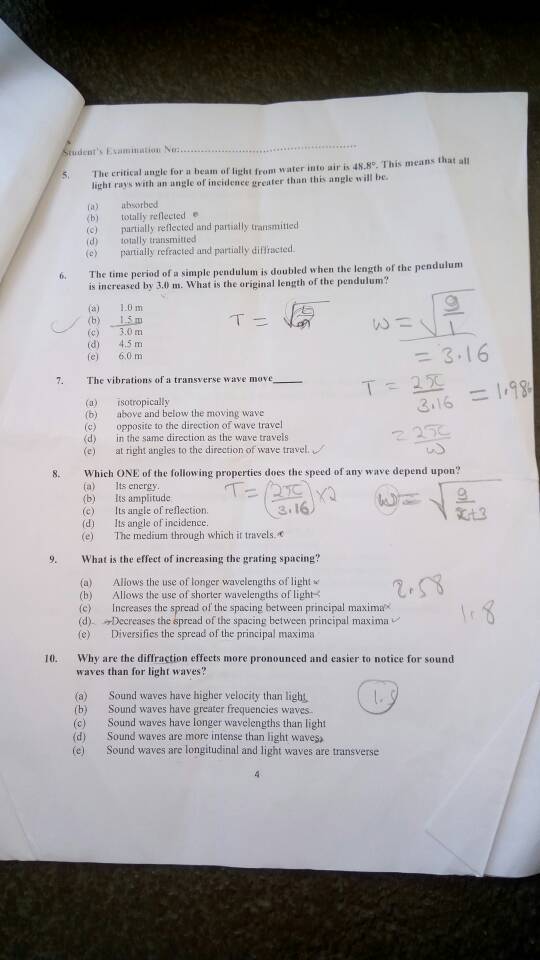 Student's Examination No:
5. The critical angle for a beam of light from water into air is 48.8°. This means that all
light rays with an angle of incidence greater than this angle will be.
(a) absorbed
(b) totally reflected
(c) partially reflected and partially transmitted
(d) totally transmitted
(e) partially refracted and partially diffracted.
6. The time period of a simple pendulum is doubled when the length of the pendulum
is increased by 3.0 m. What is the original length of the pendulum?
(a) 1.0 m
(b) 1.5 m
(c) 3.0 m
(d) 4.5 m
(e) 6.0 m
T =
W = √g/1
= 3.16
7. The vibrations of a transverse wave move_____
(a) isotropically
(b) above and below the moving wave
(c) opposite to the direction of wave travel
(d) in the same direction as the wave travels
(e) at right angles to the direction of wave travel.
T = 2π/3.16 = 1.98
= 2π/W
8. Which ONE of the following properties does the speed of any wave depend upon?
(a) Its energy.
(b) Its amplitude
(c) Its angle of reflection.
(d) Its angle of incidence.
(e) The medium through which it travels.
T = (2π/3.16) x2
W = √g/x+3
9. What is the effect of increasing the grating spacing?
(a) Allows the use of longer wavelengths of light
(b) Allows the use of shorter wavelengths of light
(c) Increases the spread of the spacing between principal maxima
(d) Decreases the spread of the spacing between principal maxima
(e) Diversifies the spread of the principal maxima
2.58
1.8
10. Why are the diffraction effects more pronounced and easier to notice for sound
waves than for light waves?
(a) Sound waves have higher velocity than light
(b) Sound waves have greater frequencies waves.
(c) Sound waves have longer wavelengths than light
(d) Sound waves are more intense than light waves
(e) Sound waves are longitudinal and light waves are transverse
4